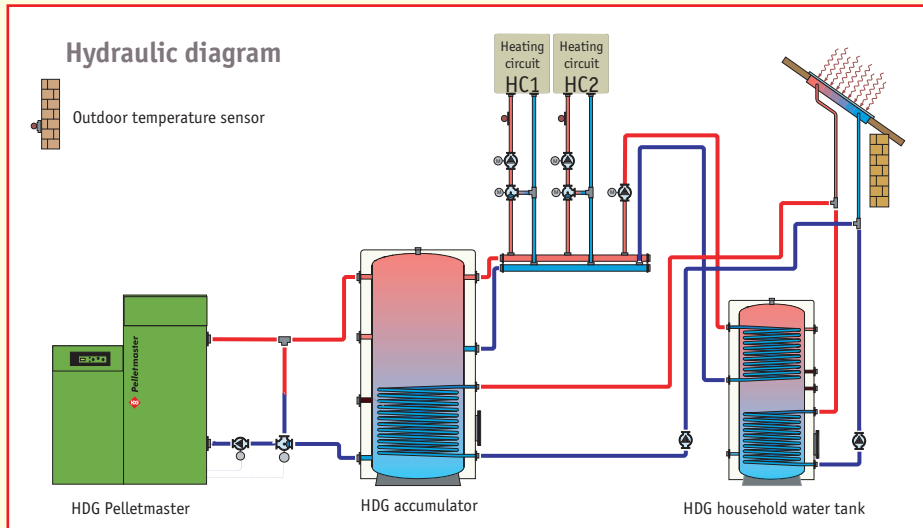 Hydraulic diagram
Outdoor temperature sensor
Heating
circuit
HC1
Heating
circuit
HC2
M
M
M
M
M
Pelletmaster
HDG Pelletmaster
HDG accumulator
HDG household water tank